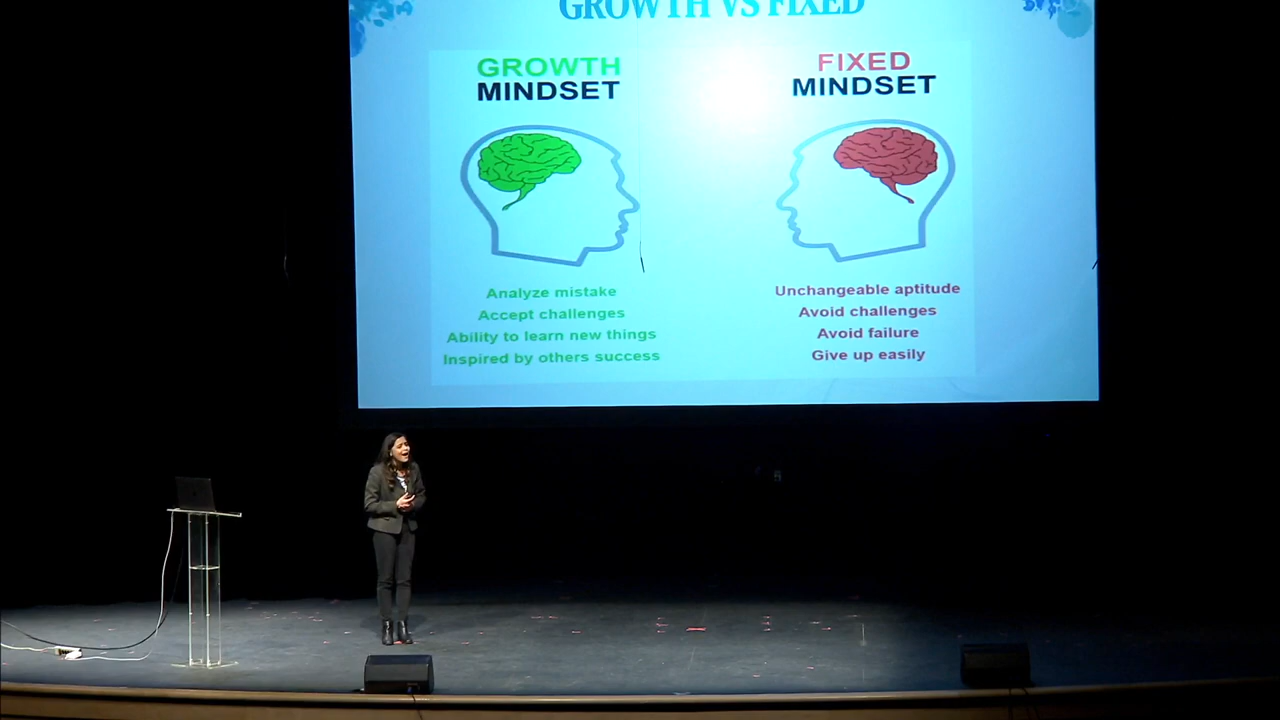 GROWTH VS FIXED
GROWTH
MINDSET
Analyze mistake
Accept challenges
Ability to learn new things
Inspired by others success
FIXED
MINDSET
Unchangeable aptitude
Avoid challenges
Avoid failure
Give up easily